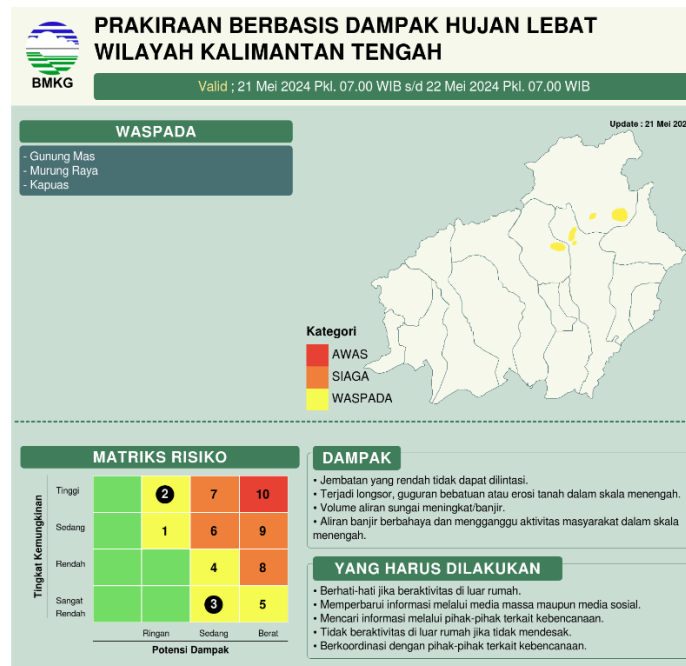 BMKG
PRAKIRAAN BERBASIS DAMPAK HUJAN LEBAT
WILAYAH KALIMANTAN TENGAH
Valid ; 21 Mei 2024 Pkl. 07.00 WIB s/d 22 Mei 2024 Pkl. 07.00 WIB
WASPADA
- Gunung Mas
- Murung Raya
- Kapuas
Update : 21 Mei 202
Kategori
AWAS
SIAGA
WASPADA
MATRIKS RISIKO
Tingkat Kemungkinan
Tinggi
2
7
10
Sedang
1
6
9
Rendah
4
8
Sangat
Rendah
3
5
Ringan
Sedang
Berat
Potensi Dampak
DAMPAK
• Jembatan yang rendah tidak dapat dilintasi.
• Terjadi longsor, guguran bebatuan atau erosi tanah dalam skala menengah.
• Volume aliran sungai meningkat/banjir.
• Aliran banjir berbahaya dan mengganggu aktivitas masyarakat dalam skala
menengah.
YANG HARUS DILAKUKAN
• Berhati-hati jika beraktivitas di luar rumah.
• Memperbarui informasi melalui media massa maupun media sosial.
• Mencari informasi melalui pihak-pihak terkait kebencanaan.
• Tidak beraktivitas di luar rumah jika tidak mendesak.
• Berkoordinasi dengan pihak-pihak terkait kebencanaan.